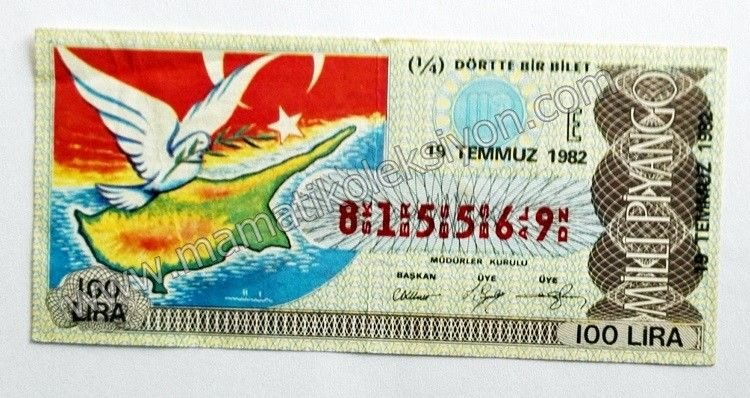 (¼) DÖRTTE BİR BİLET
E
19 TEMMUZ 1982
815569
MÜDÜRLER KURULU
BAŞKAN ÜYE ÜYE
100
LİRA
100 LİRA
MİLLİ PİYANGO
19 TEMMUZ 1982
www.mamatikoleksiyon.com